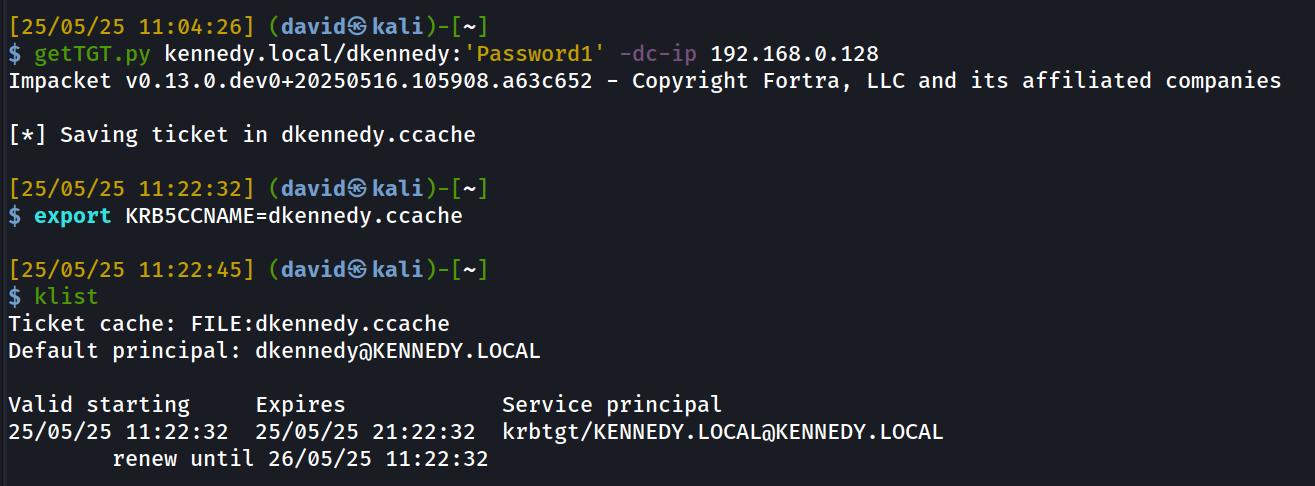 [25/05/25 11:04:26] (david㉿kali)-[~]
$ getTGT.py kennedy.local/dkennedy:'Password1' -dc-ip 192.168.0.128
Impacket v0.13.0.dev0+20250516.105908.a63c652 - Copyright Fortra, LLC and its affiliated companies

[*] Saving ticket in dkennedy.ccache

[25/05/25 11:22:32] (david㉿kali)-[~]
$ export KRB5CCNAME=dkennedy.ccache

[25/05/25 11:22:45] (david㉿kali)-[~]
$ klist
Ticket cache: FILE:dkennedy.ccache
Default principal: dkennedy@KENNEDY.LOCAL

Valid starting     Expires            Service principal
25/05/25 11:22:32  25/05/25 21:22:32  krbtgt/KENNEDY.LOCAL@KENNEDY.LOCAL
        renew until 26/05/25 11:22:32